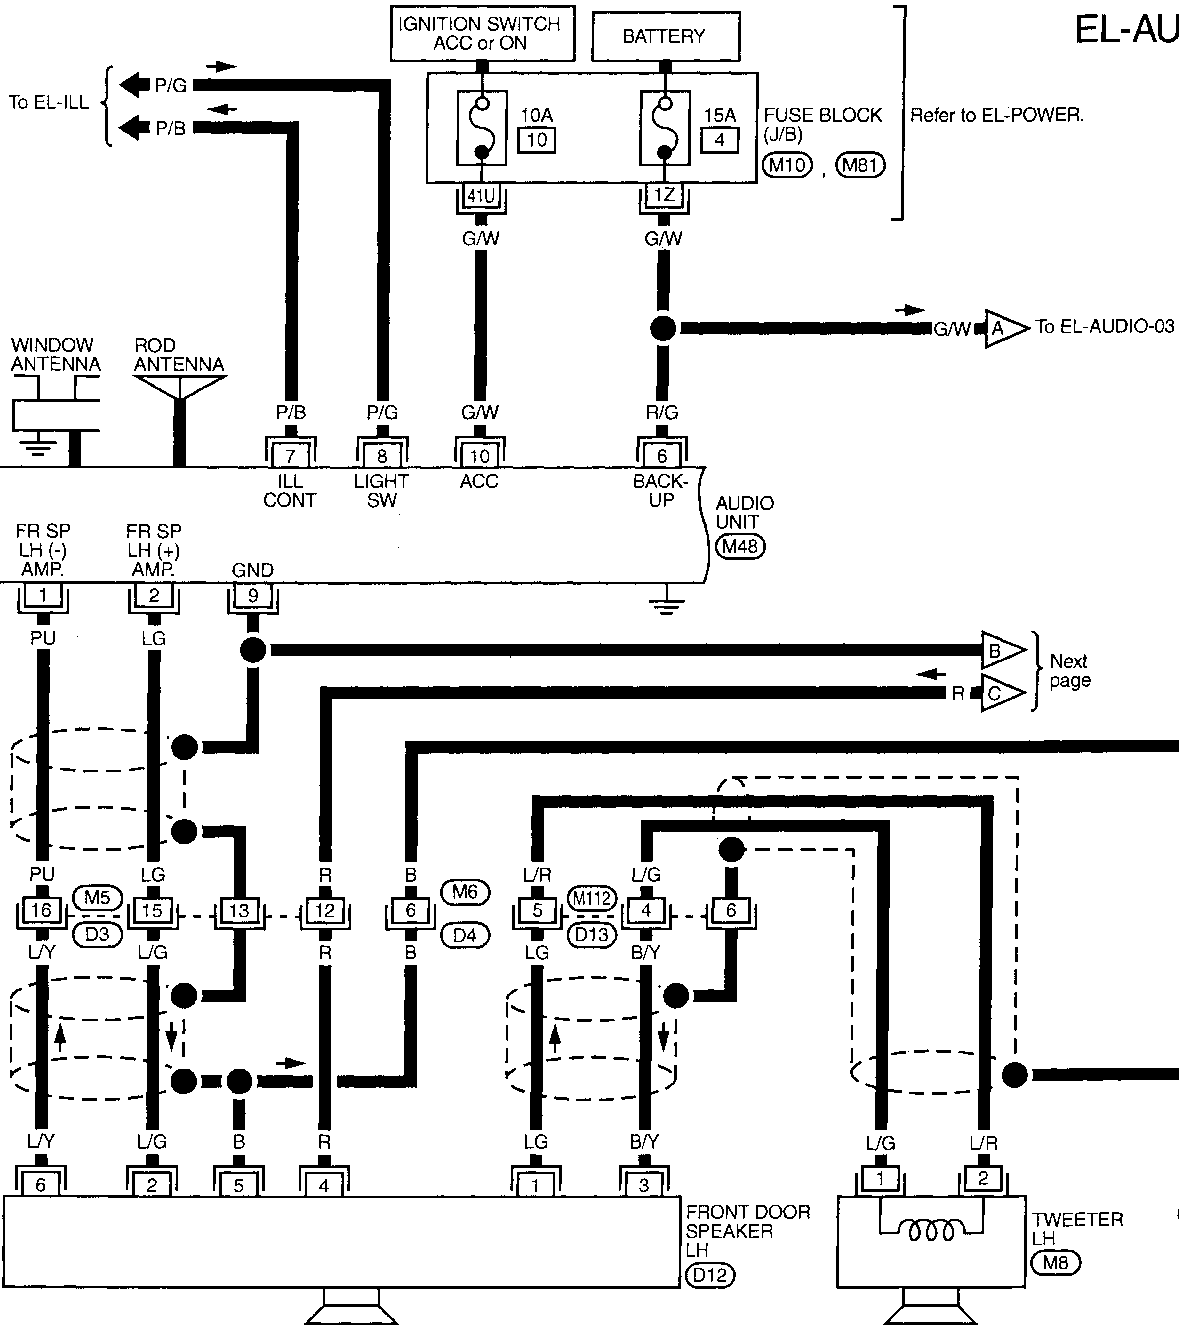 EL-AU
IGNITION SWITCH
ACC or ON
BATTERY
To EL-ILL
P/G
P/B
10A
10
15A
4
FUSE BLOCK
(J/B)
M10 , M81
Refer to EL-POWER.
41U
1Z
G/W
G/W
G/W
A
To EL-AUDIO-03
WINDOW
ANTENNA
ROD
ANTENNA
P/B
P/G
G/W
R/G
7
8
10
6
ILL
CONT
LIGHT
SW
ACC
BACK-
UP
AUDIO
UNIT
M48
FR SP
LH (-)
AMP.
FR SP
LH (+)
AMP.
GND
1
2
9
PU
LG
B
R
C
Next
page
PU
LG
R
B
L/R
L/G
16
M5
D3
15
13
12
6
M6
D4
5
M112
D13
4
6
L/Y
L/G
R
B
LG
B/Y
L/Y
L/G
B
R
LG
B/Y
L/G
L/R
6
2
5
4
1
3
1
2
FRONT DOOR
SPEAKER
LH
D12
TWEETER
LH
M8